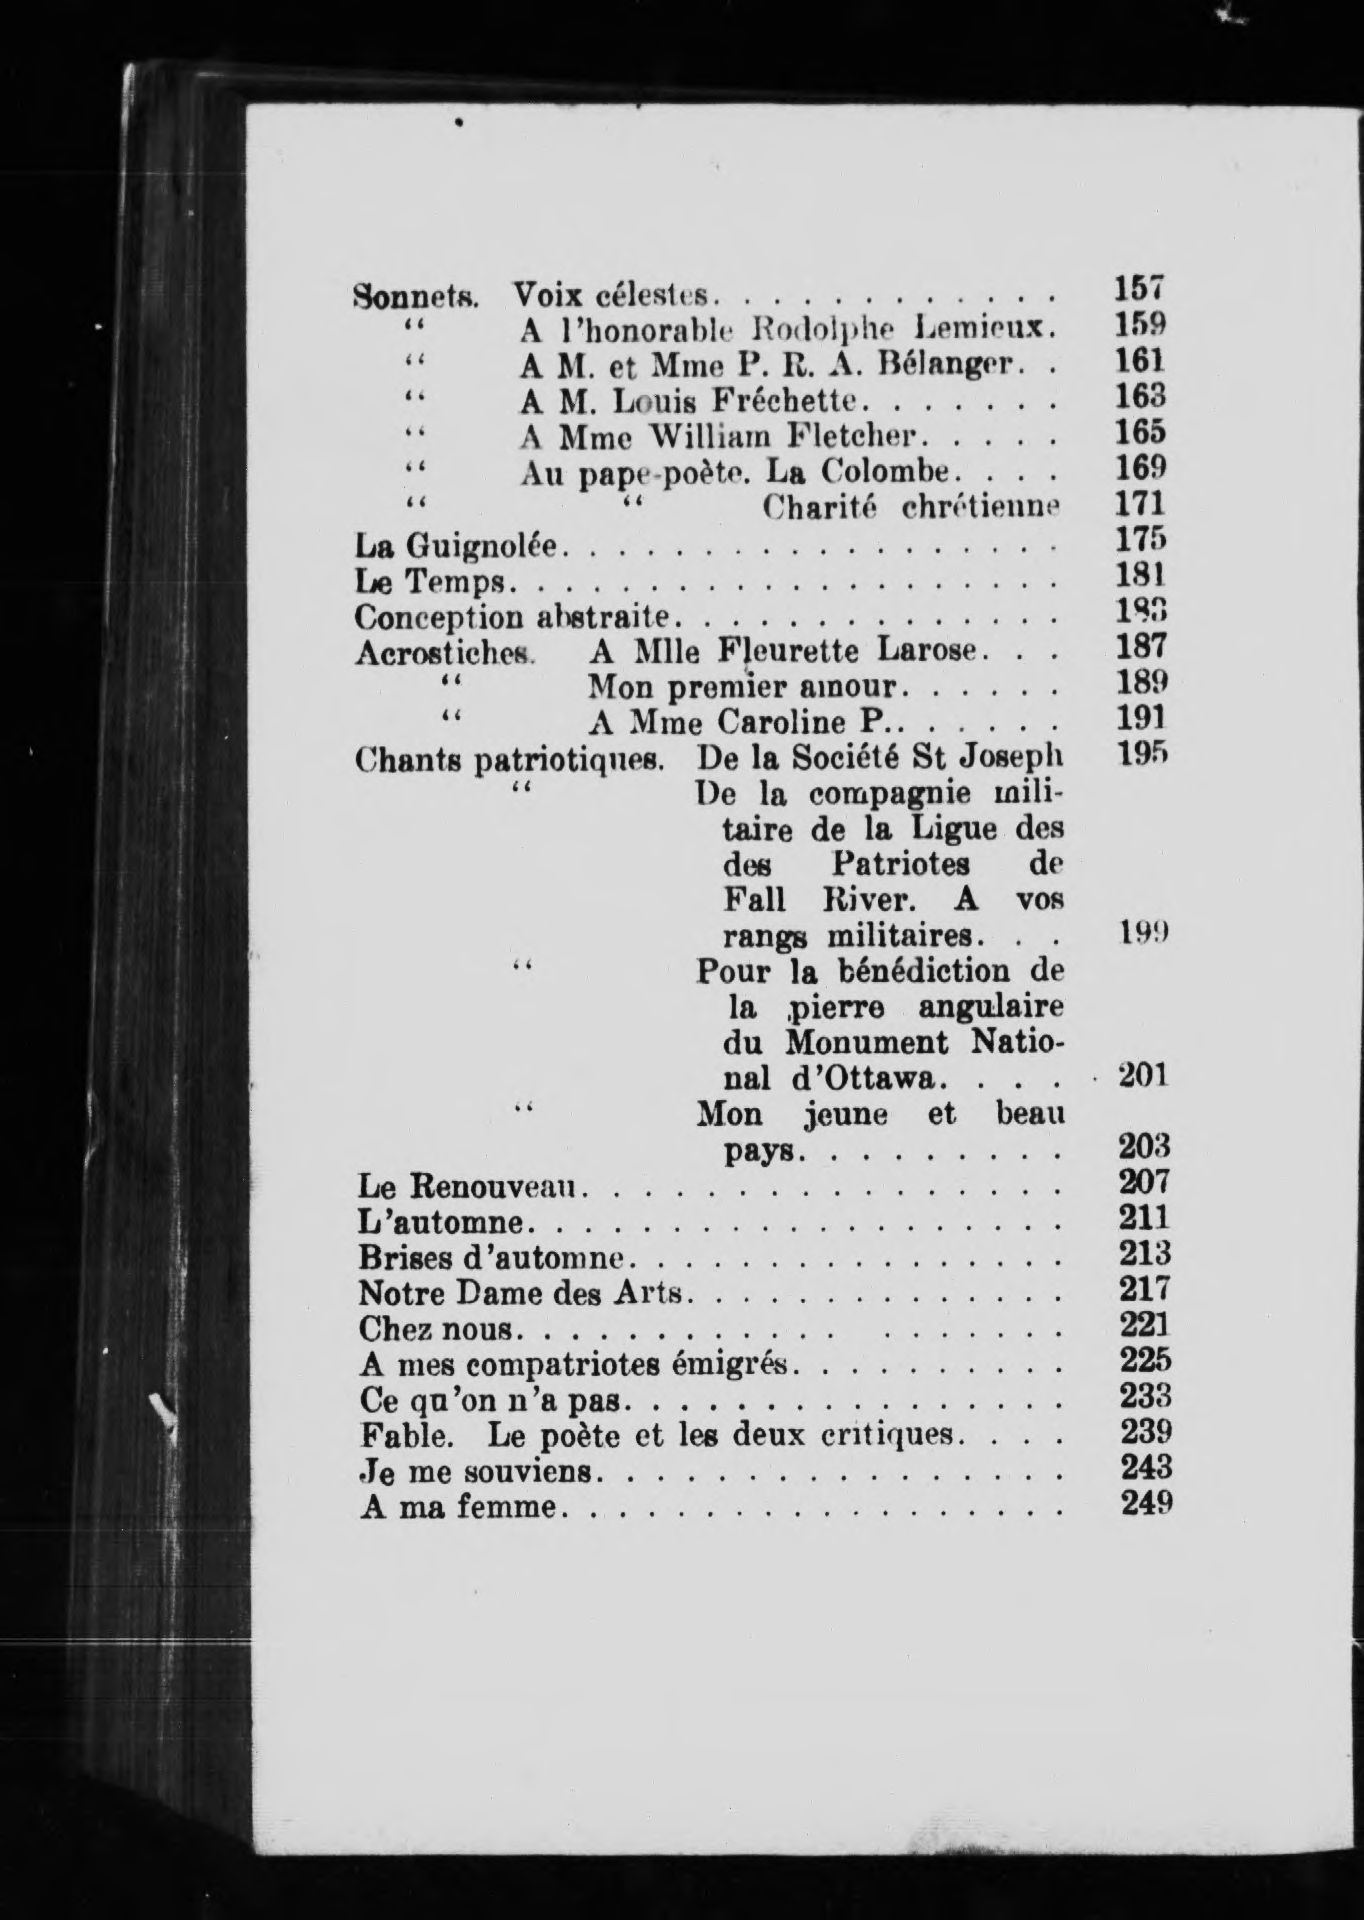 Sonnets. Voix célestes. . . . . . . . . . . . . 157
“ A l'honorable Rodolphe Lemieux. 159
“ A M. et Mme P. R. A. Bélanger. . 161
“ A M. Louis Fréchette. . . . . . . . 163
“ A Mme William Fletcher. . . . . . 165
“ Au pape-poète. La Colombe. . . . . 169
“ “ Charité chrétienne 171
La Guignolée. . . . . . . . . . . . . . . . . . 175
Le Temps. . . . . . . . . . . . . . . . . . . . 181
Conception abstraite. . . . . . . . . . . . . . 183
Acrostiches. A Mlle Fleurette Larose. . . . 187
“ Mon premier amour. . . . . . . 189
“ A Mme Caroline P.. . . . . . . 191
Chants patriotiques. De la Société St Joseph 195
“ De la compagnie mili-
taire de la Ligue des
des Patriotes de
Fall River. A vos
rangs militaires. . . . 199
“ Pour la bénédiction de
la pierre angulaire
du Monument Natio-
nal d'Ottawa. . . . . . 201
“ Mon jeune et beau
pays. . . . . . . . . . 203
Le Renouveau. . . . . . . . . . . . . . . . . . 207
L'automne. . . . . . . . . . . . . . . . . . . . 211
Brises d'automne. . . . . . . . . . . . . . . . 213
Notre Dame des Arts. . . . . . . . . . . . . . 217
Chez nous. . . . . . . . . . . . . . . . . . . 221
A mes compatriotes émigrés. . . . . . . . . . . 225
Ce qu'on n'a pas. . . . . . . . . . . . . . . . . 233
Fable. Le poète et les deux critiques. . . . . 239
Je me souviens. . . . . . . . . . . . . . . . . 243
A ma femme. . . . . . . . . . . . . . . . . . . 249